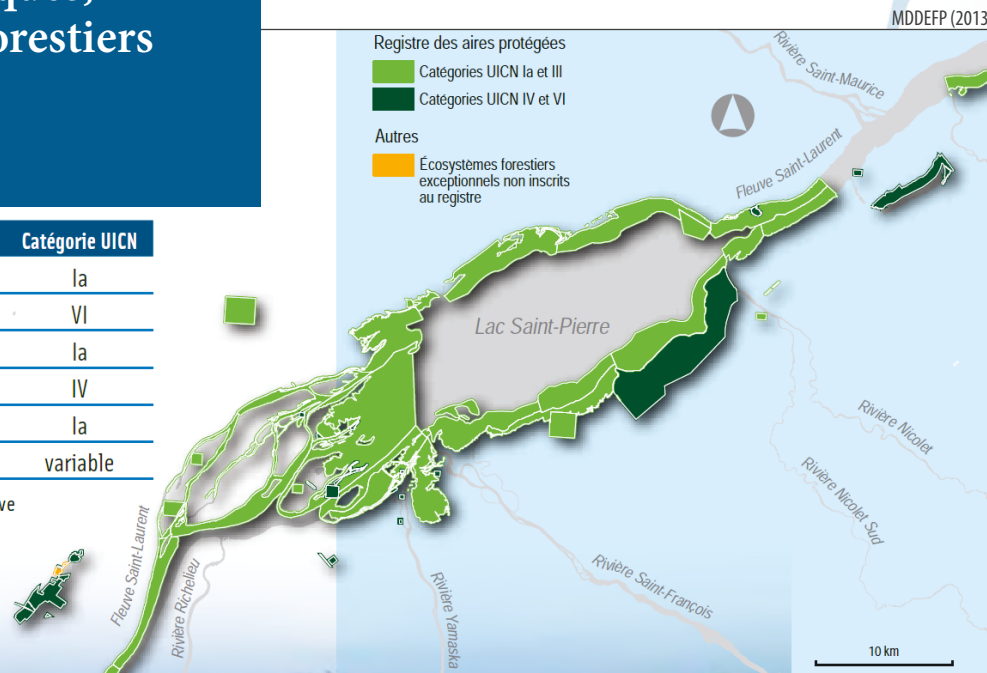 orestiers
MDDEFP (2013
Registre des aires protégées
Catégories UICN Ia et III
Catégories UICN IV et VI
Autres
Écosystèmes forestiers
exceptionnels non inscrits
au registre
Catégorie UICN
Ia
VI
Ia
IV
Ia
variable
ve
Rivière Saint-Maurice
Fleuve Saint-Laurent
Lac Saint-Pierre
Rivière Nicolet
Rivière Nicolet Sud
Rivière Saint-François
Rivière Yamaska
Rivière Richelieu
Fleuve Saint-Laurent
10 km